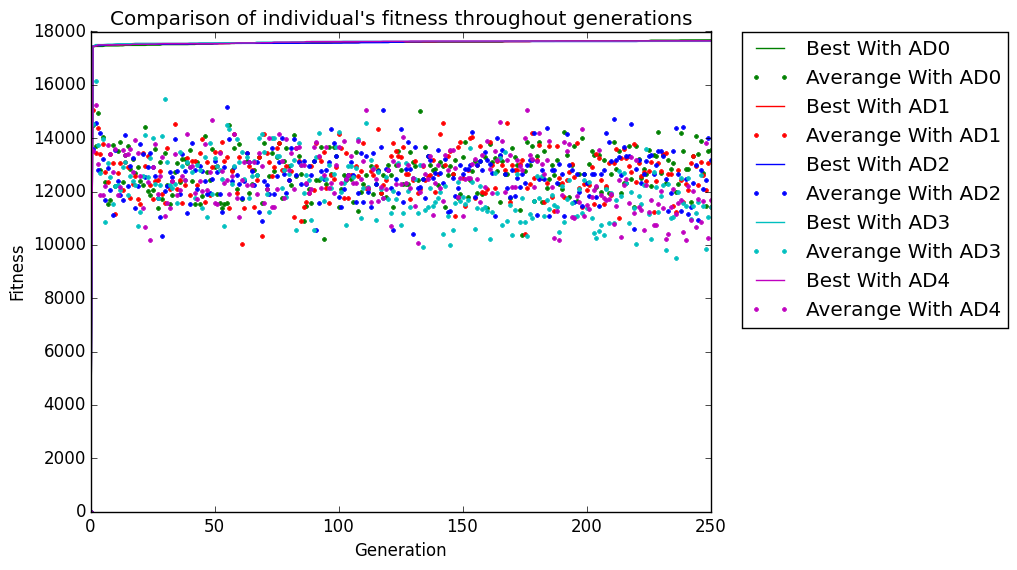 Comparison of individual's fitness throughout generations
18000
16000
14000
12000
10000
8000
6000
4000
2000
0
Fitness
0 50 100 150 200 250
Generation
Best With AD0
Averange With AD0
Best With AD1
Averange With AD1
Best With AD2
Averange With AD2
Best With AD3
Averange With AD3
Best With AD4
Averange With AD4